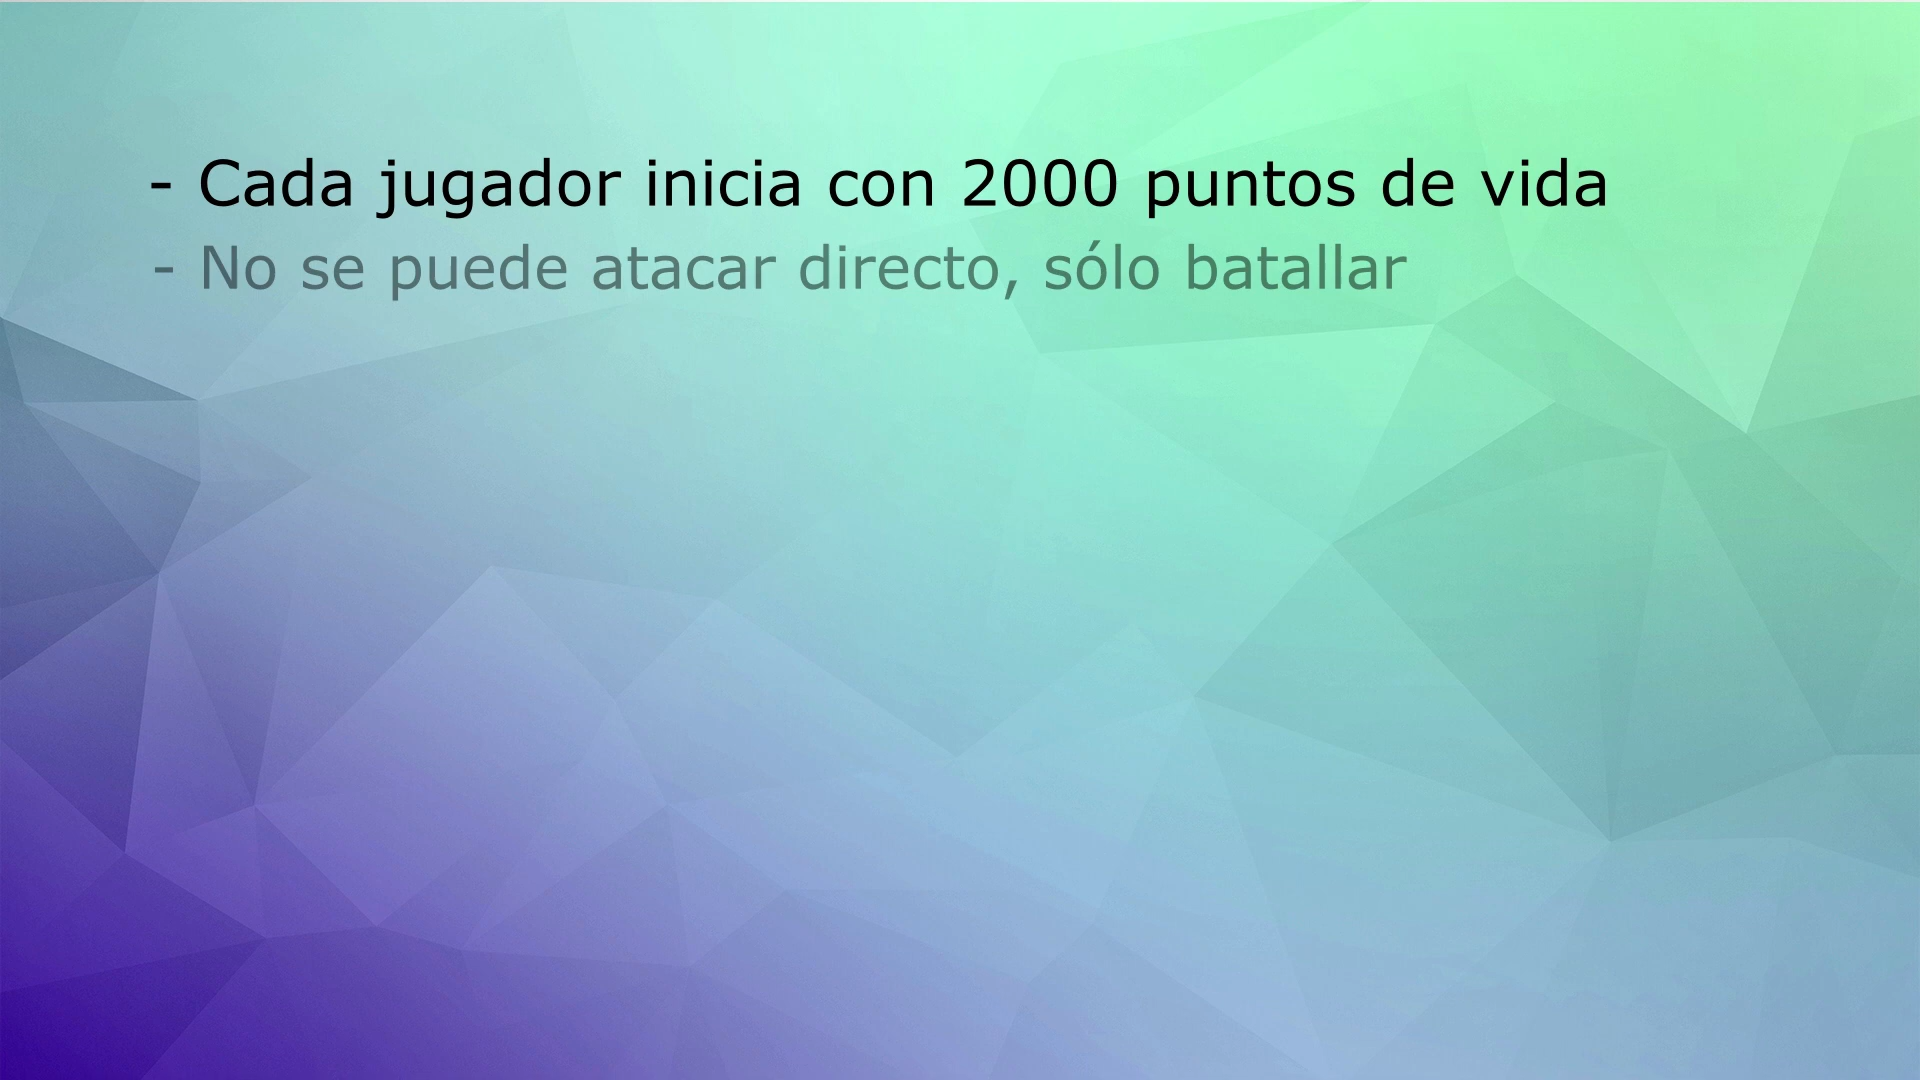 - Cada jugador inicia con 2000 puntos de vida
- No se puede atacar directo, sólo batallar